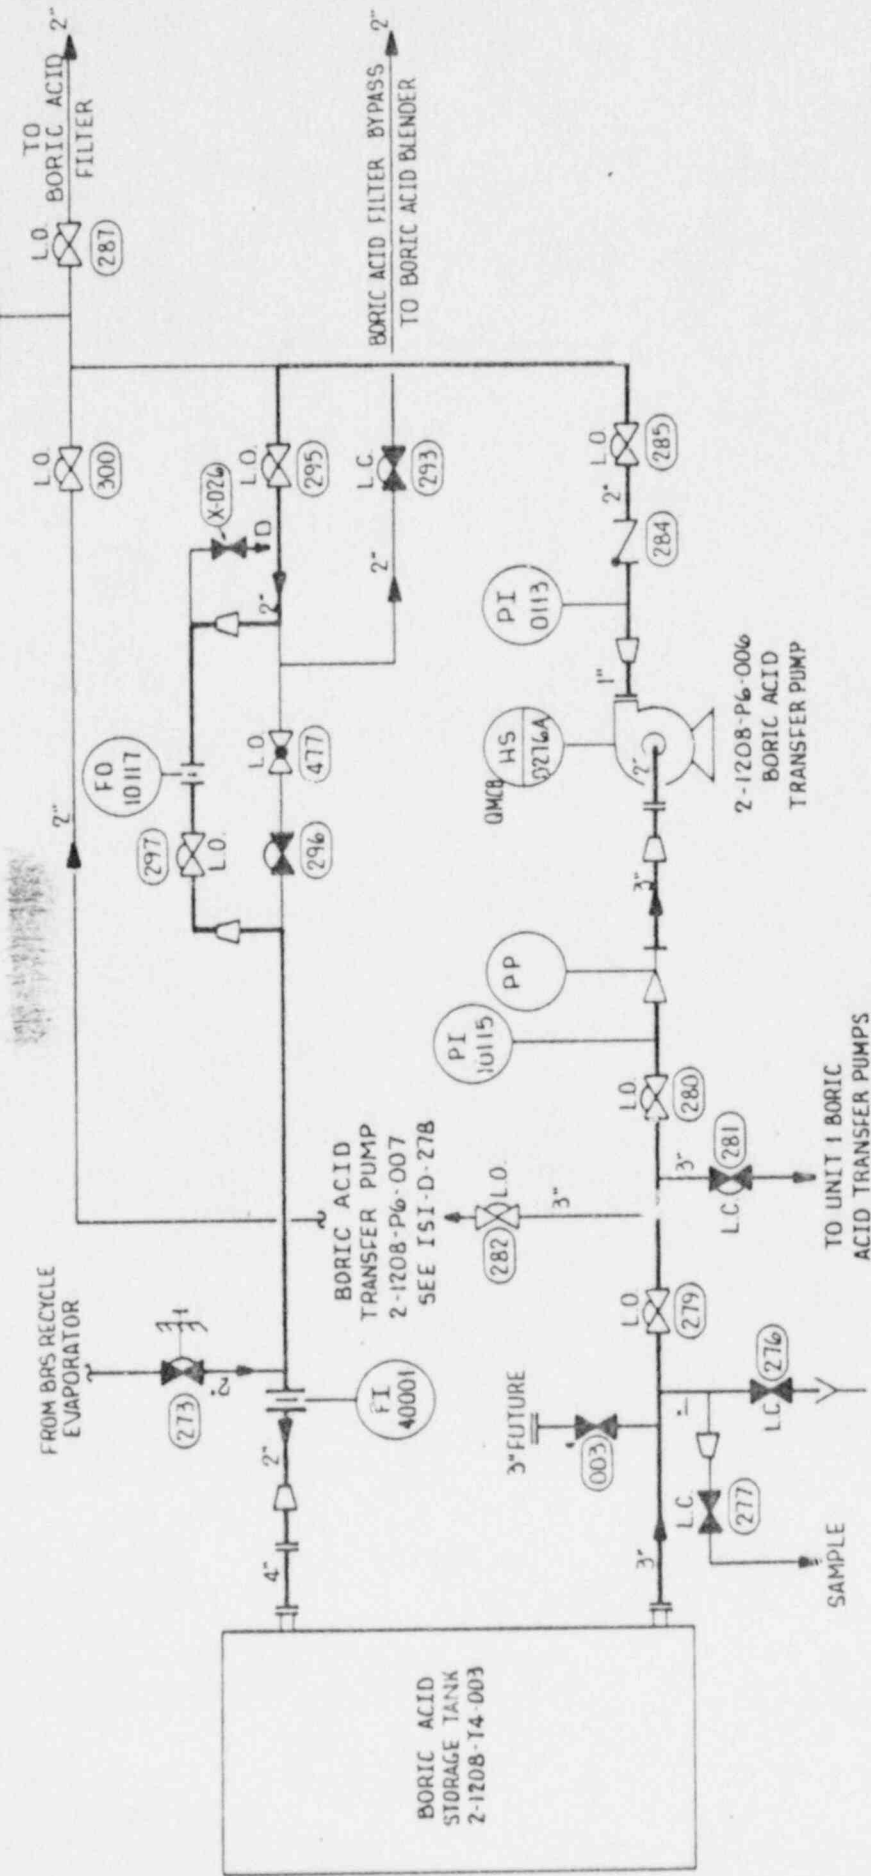 TO
BORIC ACID
FILTER
2"
L.O.
287
BORIC ACID FILTER BYPASS
TO BORIC ACID BLENDER
2"
L.O.
300
L.O.
295
X-026
D
L.C.
293
2"
2"
L.O.
285
2"
284
PI
0113
1"
HS
0276A
QMCB
2"
2-1208-P6-006
BORIC ACID
TRANSFER PUMP
2"
FO
10117
L.O.
477
297
L.O.
296
3"
PP
PI
10115
L.O.
280
3"
281
L.C.
TO UNIT 1 BORIC
ACID TRANSFER PUMPS
BORIC ACID
TRANSFER PUMP
2-1208-P6-007
SEE ISI-D-278
L.O.
282
3"
L.O.
279
FROM BRS RECYCLE
EVAPORATOR
273
2"
FI
40001
2"
4"
3" FUTURE
003
276
L.C.
L.C.
277
SAMPLE
3"
BORIC ACID
STORAGE TANK
2-1208-T4-003